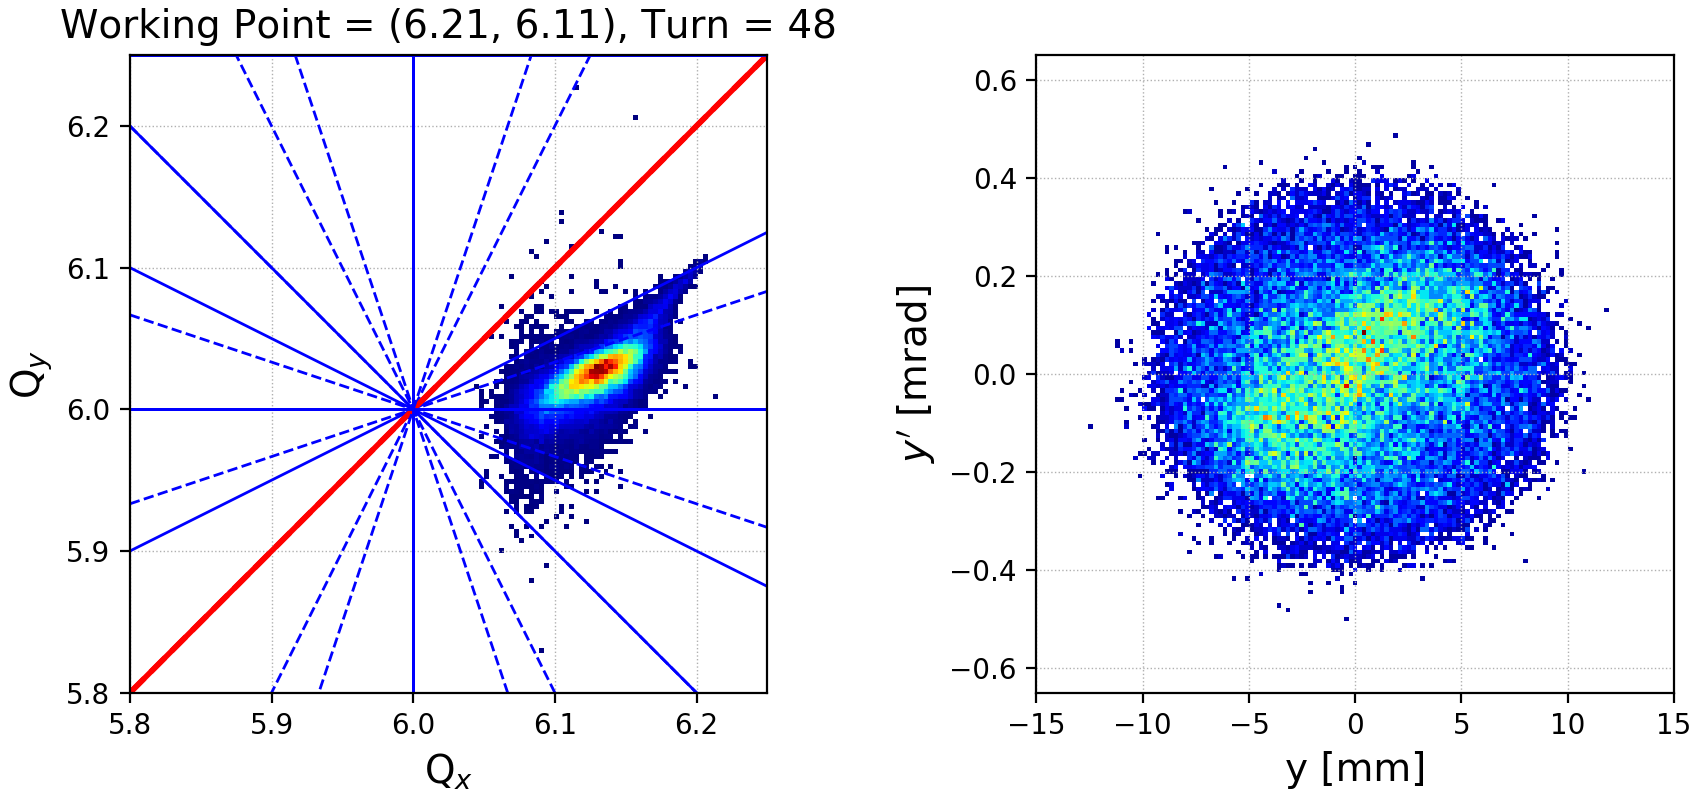 Working Point = (6.21, 6.11), Turn = 48
6.2
6.1
6.0
5.9
5.8
Q_y
5.8 5.9 6.0 6.1 6.2
Q_x
0.6
0.4
0.2
0.0
−0.2
−0.4
−0.6
y′ [mrad]
−15 −10 −5 0 5 10 15
y [mm]